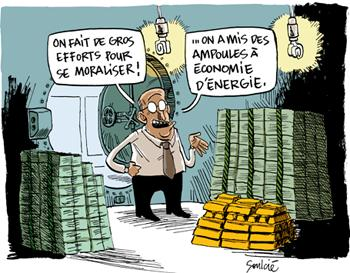 ON FAIT DE GROS
EFFORTS POUR
SE MORALISER !
...ON A MIS DES
AMPOULES À
ÉCONOMIE
D'ÉNERGIE.
Soulcié